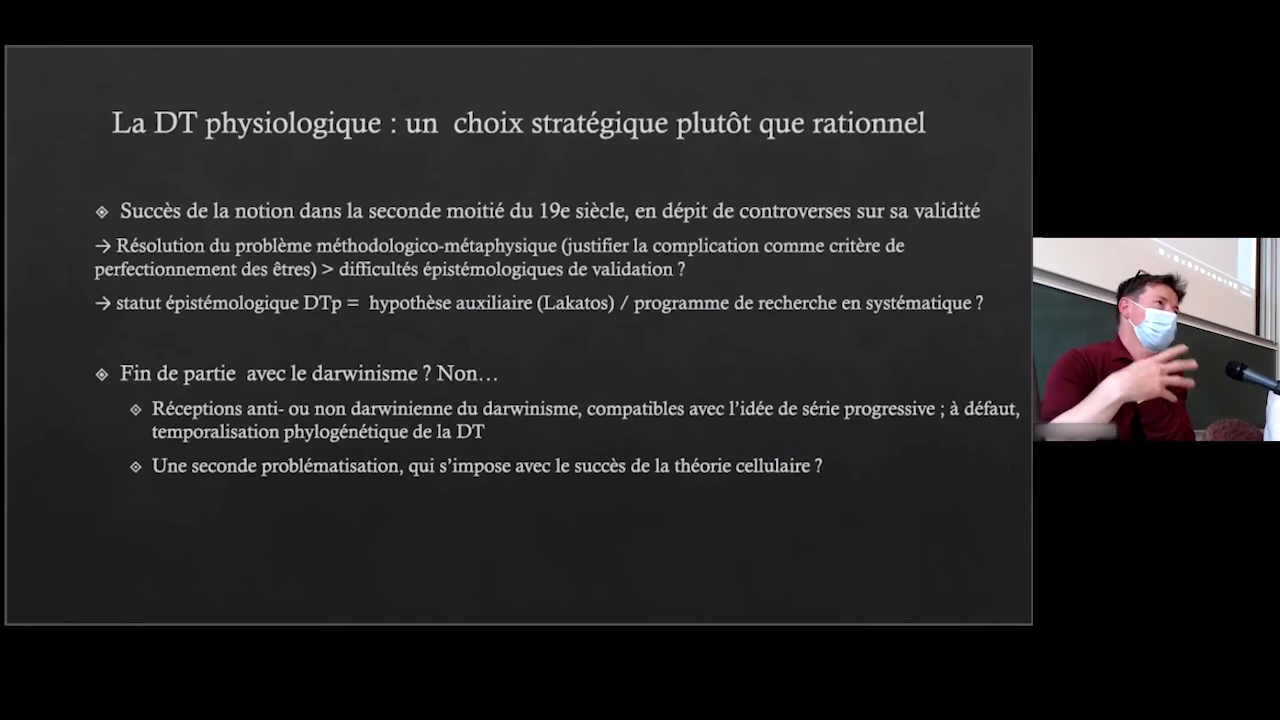 La DT physiologique : un choix stratégique plutôt que rationnel
Succès de la notion dans la seconde moitié du 19e siècle, en dépit de controverses sur sa validité
→ Résolution du problème méthodologico-métaphysique (justifier la complication comme critère de
perfectionnement des êtres) > difficultés épistémologiques de validation ?
→ statut épistémologique DTp = hypothèse auxiliaire (Lakatos) / programme de recherche en systématique ?
Fin de partie avec le darwinisme ? Non…
Réceptions anti- ou non darwinienne du darwinisme, compatibles avec l’idée de série progressive ; à défaut,
temporalisation phylogénétique de la DT
Une seconde problématisation, qui s’impose avec le succès de la théorie cellulaire ?